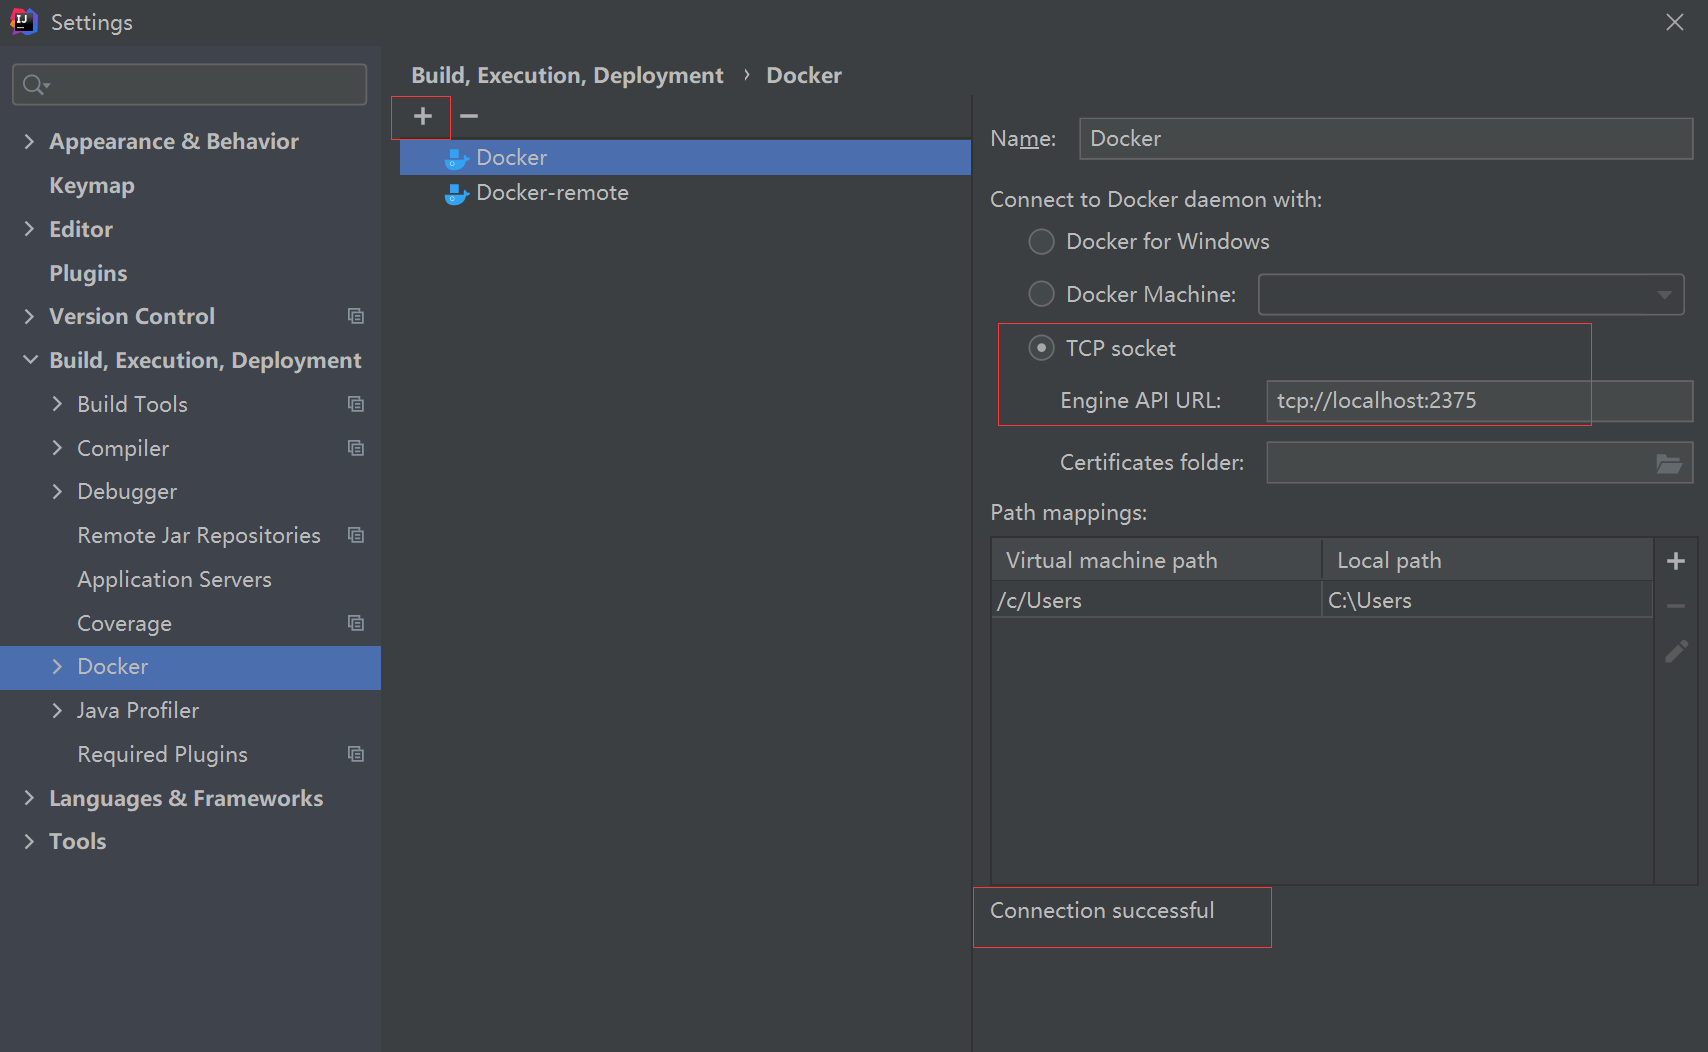 IJ
Settings
Appearance & Behavior
Keymap
Editor
Plugins
Version Control
Build, Execution, Deployment
Build Tools
Compiler
Debugger
Remote Jar Repositories
Application Servers
Coverage
Docker
Java Profiler
Required Plugins
Languages & Frameworks
Tools
Build, Execution, Deployment › Docker
Docker
Docker-remote
Name: Docker
Connect to Docker daemon with:
Docker for Windows
Docker Machine:
TCP socket
Engine API URL: tcp://localhost:2375
Certificates folder:
Path mappings:
Virtual machine path Local path
/c/Users C:\Users
Connection successful